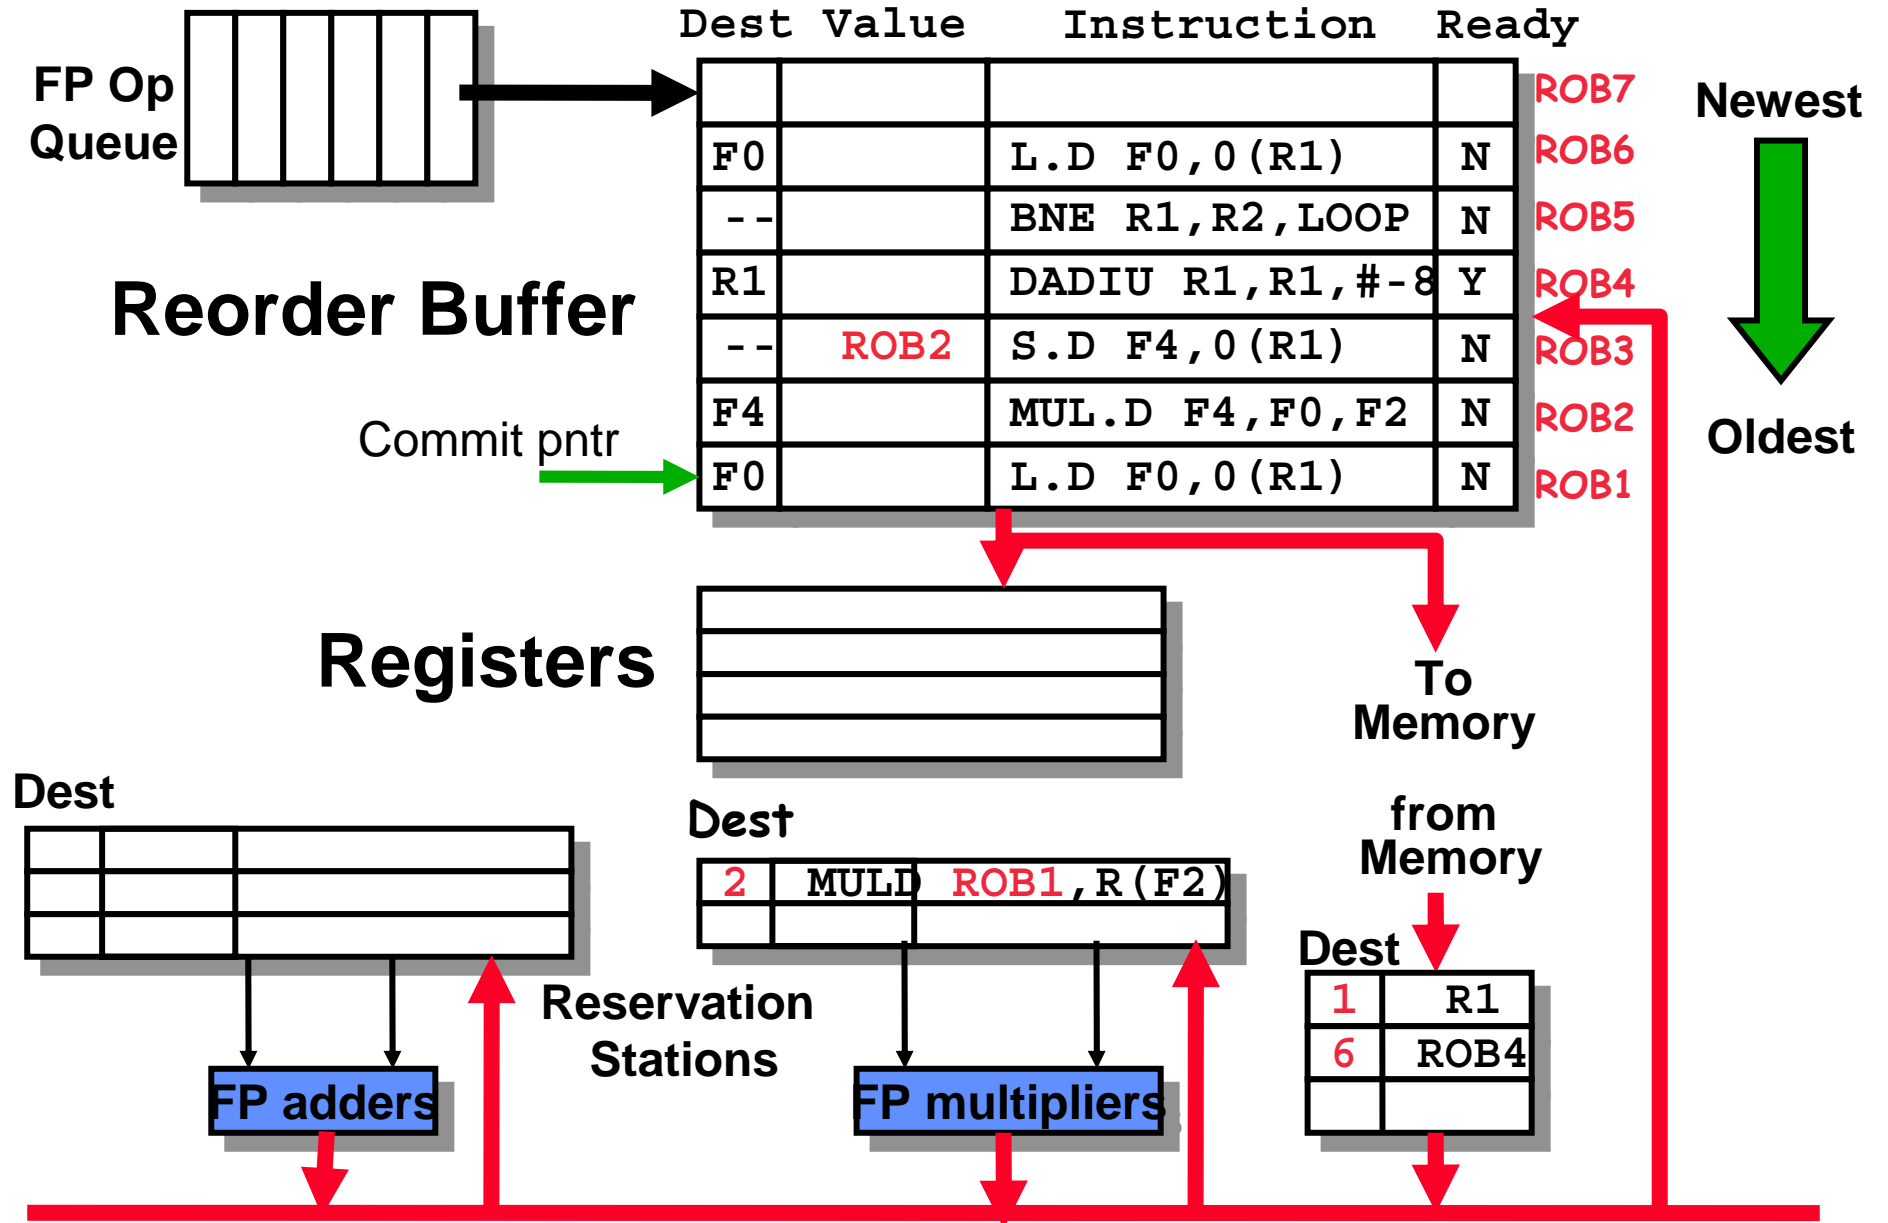 Dest Value Instruction Ready
FP Op
Queue
ROB7
Newest
F0 L.D F0,0(R1) N ROB6
-- BNE R1,R2,LOOP N ROB5
Reorder Buffer
R1 DADIU R1,R1,#-8 Y ROB4
-- ROB2 S.D F4,0(R1) N ROB3
F4 MUL.D F4,F0,F2 N ROB2
Oldest
Commit pntr
F0 L.D F0,0(R1) N ROB1
Registers
To
Memory
Dest
Dest
2 MULD ROB1,R(F2)
from
Memory
Dest
1 R1
6 ROB4
Reservation
Stations
FP adders
FP multipliers